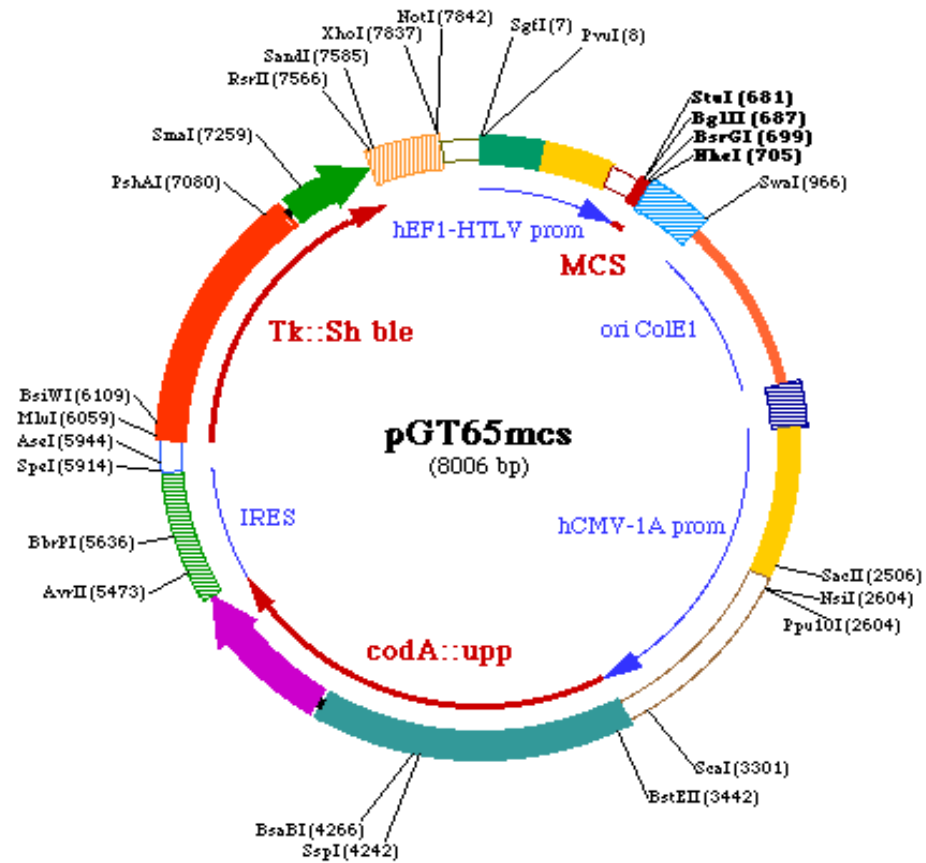 NotI(7842)
XhoI(7837)
SgfI(7)
PvuI(8)
SandI(7585)
RsrII(7566)
StuI (681)
BglII (687)
BsrGI (699)
NheI (705)
SmaI(7259)
SwaI(966)
PshAI(7080)
hEF1-HTLV prom
MCS
Tk::Sh ble
ori ColE1
BsiWI(6109)
MluI(6059)
AseI(5944)
SpeI(5914)
pGT65mcs
(8006 bp)
IRES
hCMV-1A prom
BbrPI(5636)
AvrII(5473)
SacII(2506)
NsiI(2604)
Ppu10I(2604)
codA::upp
ScaI(3301)
BstEII(3442)
BsaBI(4266)
SspI(4242)